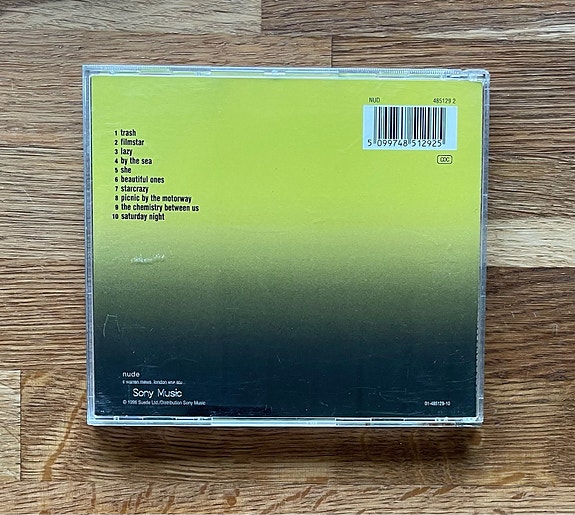 NUD 485129 2
5 099748 512925
CDC
1 trash
2 filmstar
3 lazy
4 by the sea
5 she
6 beautiful ones
7 starcrazy
8 picnic by the motorway
9 the chemistry between us
10 saturday night
nude
london
Sony Music
© 1996 Suede Ltd./Distribution Sony Music
01-485129-10